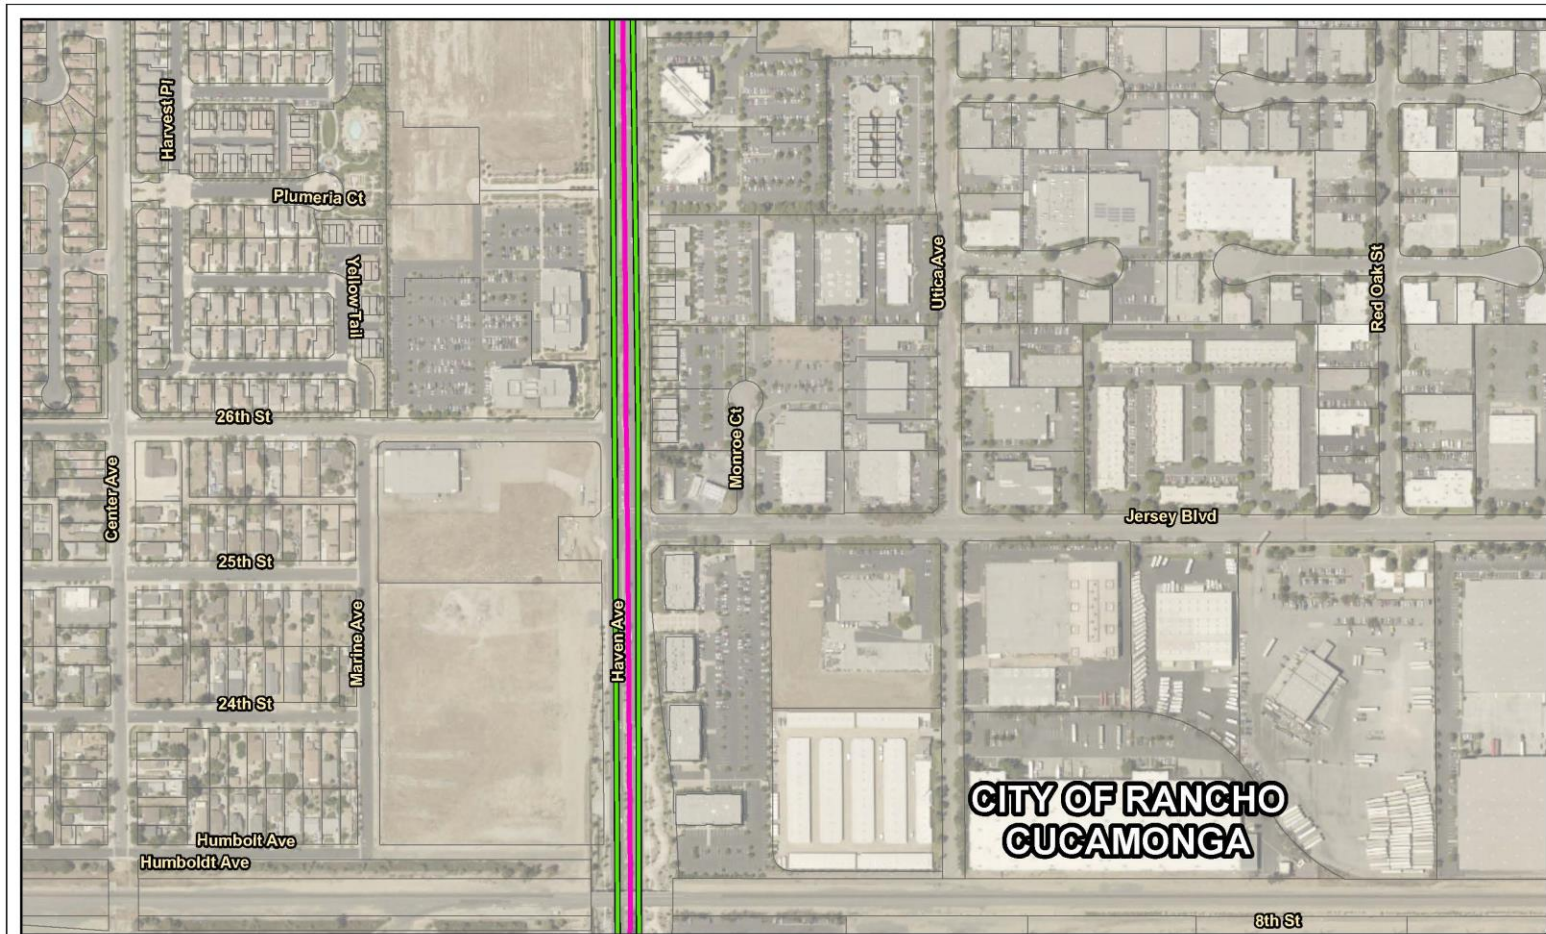 Harvest Pl
Plumeria Ct
Yellow Tail
Utica Ave
Red Oak St
26th St
Monroe Ct
Center Ave
Jersey Blvd
25th St
Marine Ave
Haven Ave
24th St
CITY OF RANCHO
CUCAMONGA
Humbolt Ave
Humboldt Ave
8th St